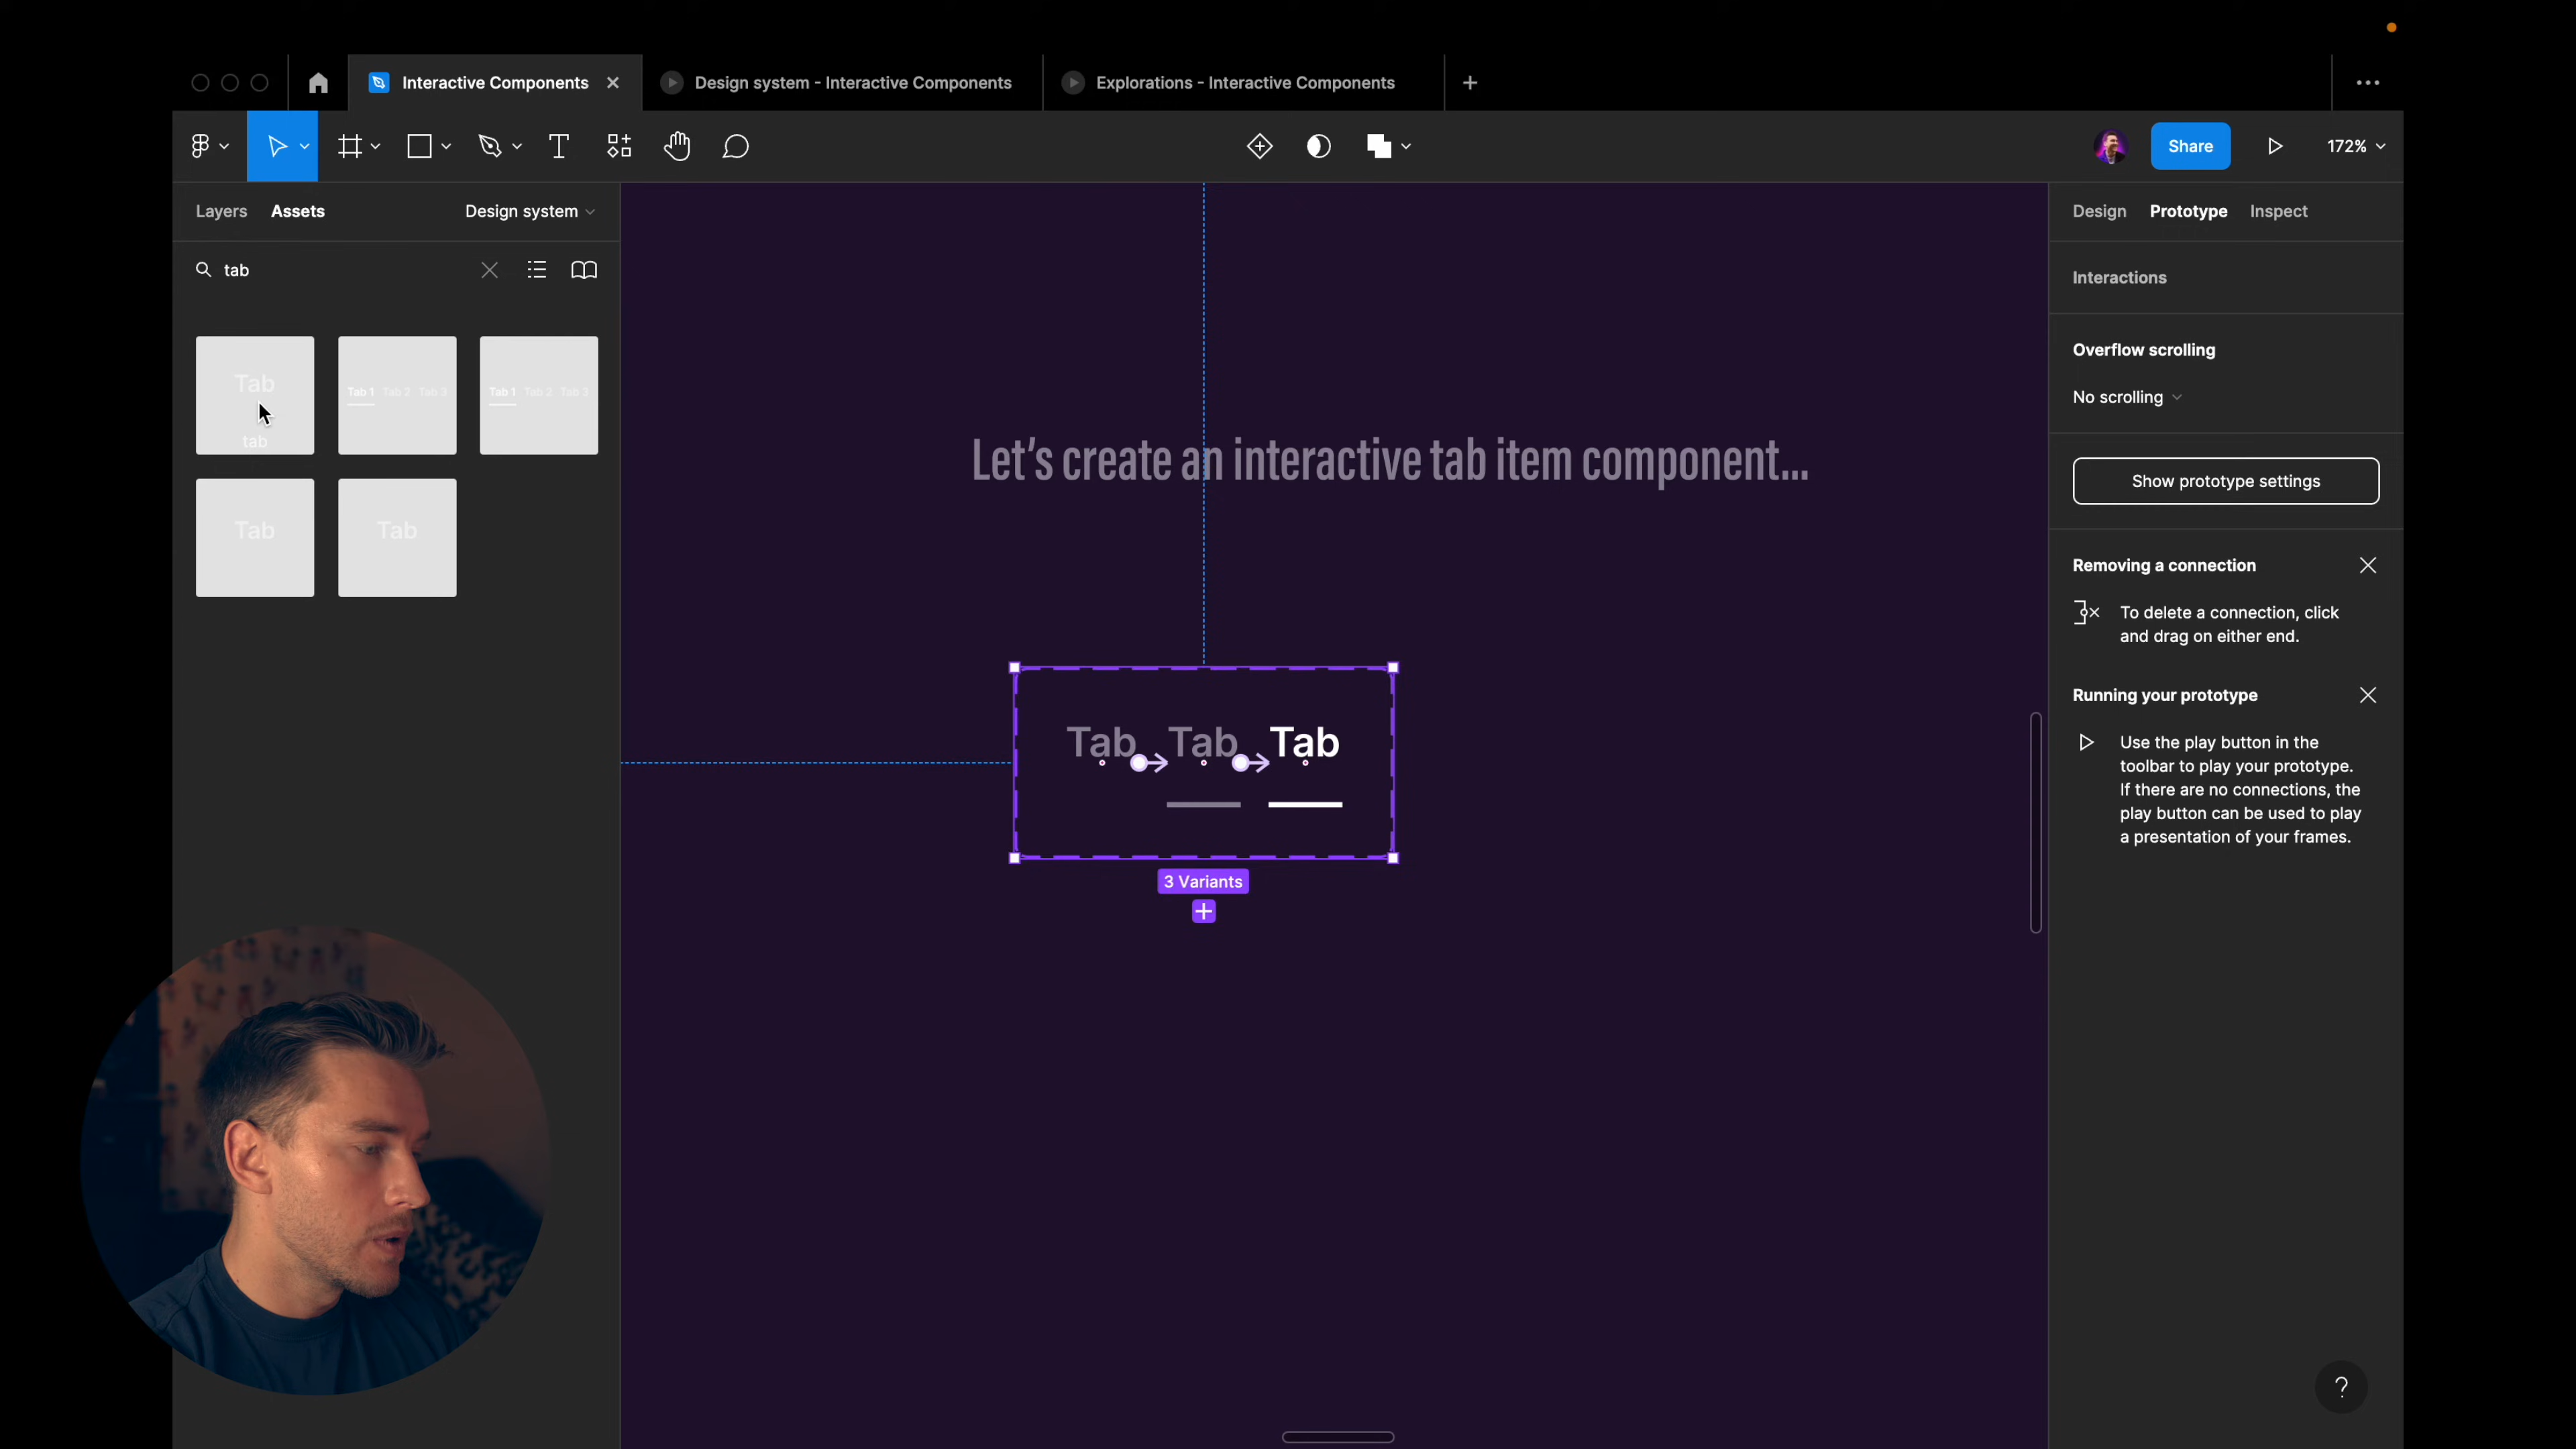 Interactive Components
Design system - Interactive Components
Explorations - Interactive Components
Share
172%
Layers
Assets
Design system
Design
Prototype
Inspect
tab
Interactions
Tab
tab
Tab 1 Tab 2 Tab 3
Tab 1 Tab 2 Tab 3
Tab
Tab
Let's create an interactive tab item component...
Tab
Tab
Tab
3 Variants
Overflow scrolling
No scrolling
Show prototype settings
Removing a connection
To delete a connection, click
and drag on either end.
Running your prototype
Use the play button in the
toolbar to play your prototype.
If there are no connections, the
play button can be used to play
a presentation of your frames.
?